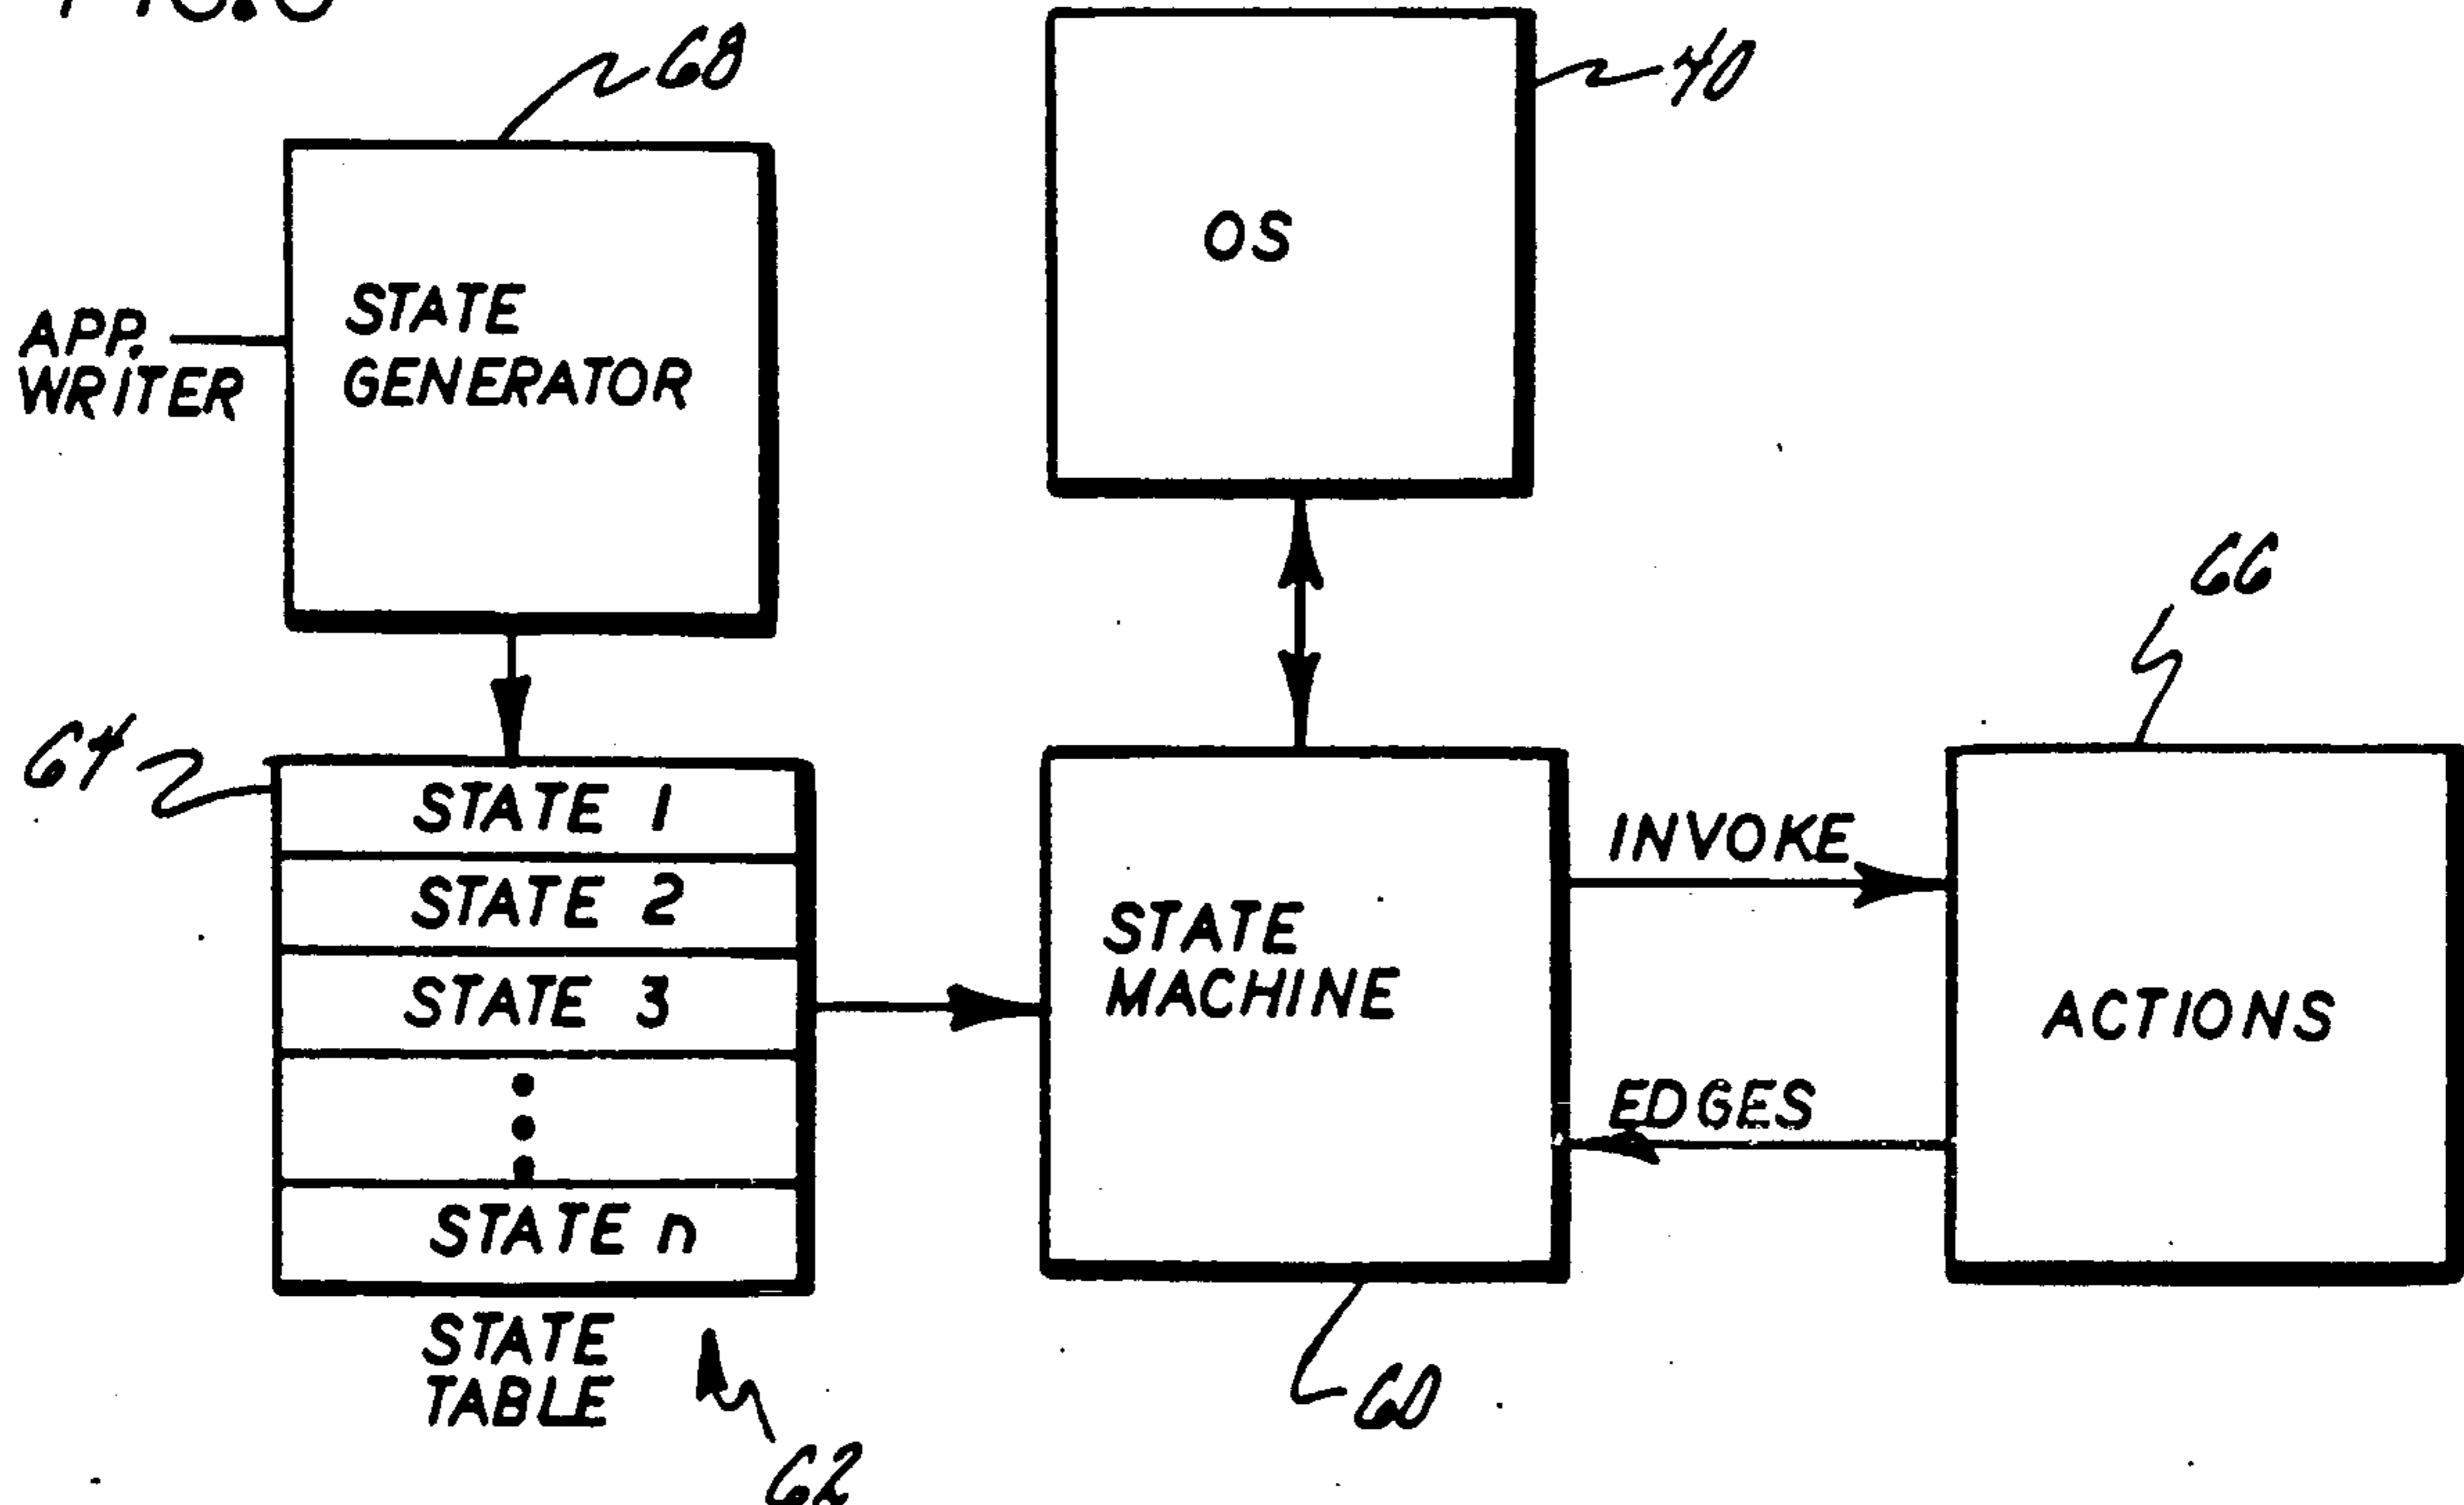 68
40
OS
STATE
GENERATOR
APP.
WRITER
66
64
STATE 1
STATE 2
STATE 3
STATE n
STATE
TABLE
62
STATE
MACHINE
60
INVOKE
EDGES
ACTIONS